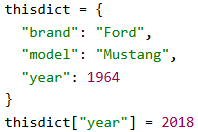 thisdict = {
  "brand": "Ford",
  "model": "Mustang",
  "year": 1964
}
thisdict["year"] = 2018